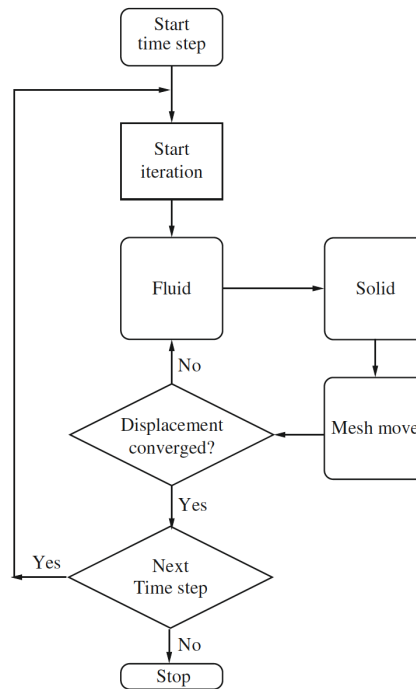 Start
time step
Start
iteration
Fluid
Solid
No
Displacement
converged?
Mesh move
Yes
Yes
Next
Time step
No
Stop